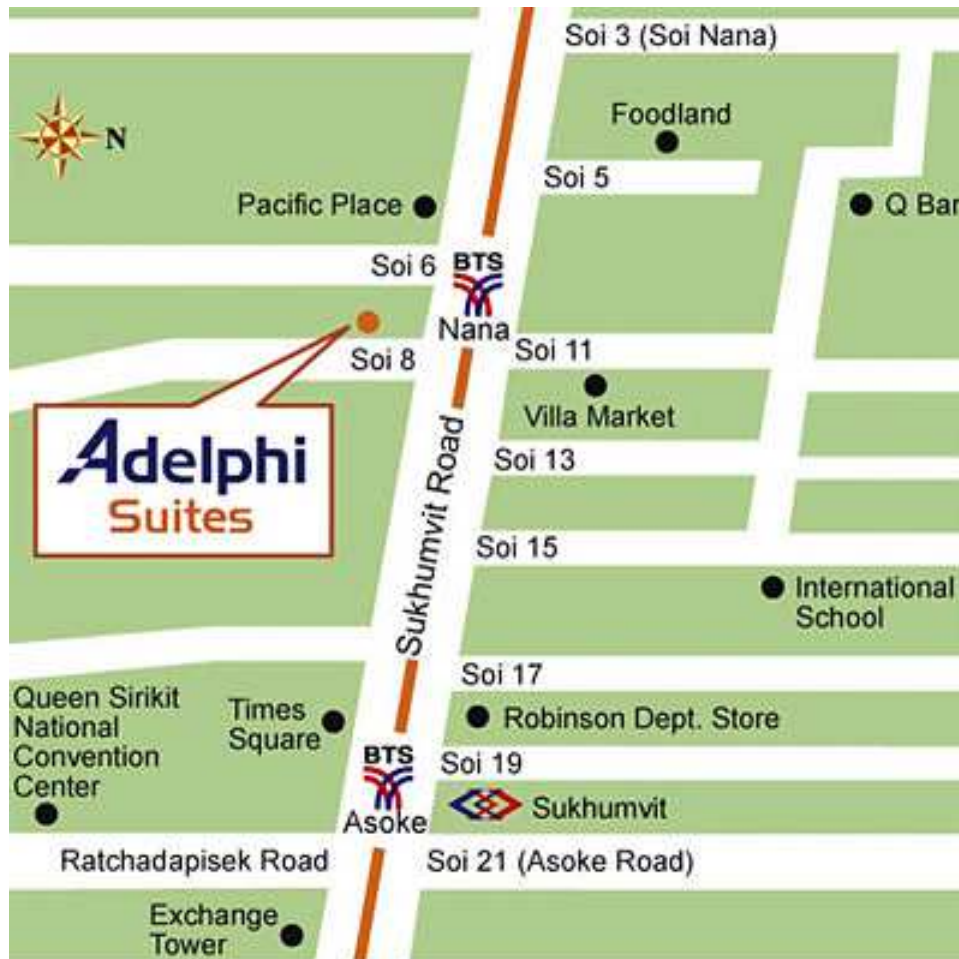 Soi 3 (Soi Nana)
Foodland
N
Soi 5
Pacific Place
Q Bar
BTS
Soi 6
Nana
Soi 11
Soi 8
Villa Market
Adelphi
Suites
Soi 13
Sukhumvit Road
Soi 15
International
School
Soi 17
Queen Sirikit
National
Convention
Center
Times
Square
Robinson Dept. Store
BTS
Soi 19
Asoke
Sukhumvit
Ratchadapisek Road
Soi 21 (Asoke Road)
Exchange
Tower